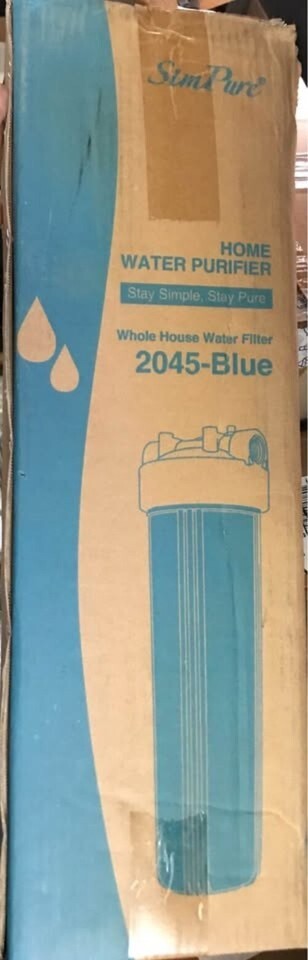 SimPure®
HOME
WATER PURIFIER
Stay Simple, Stay Pure
Whole House Water Filter
2045-Blue